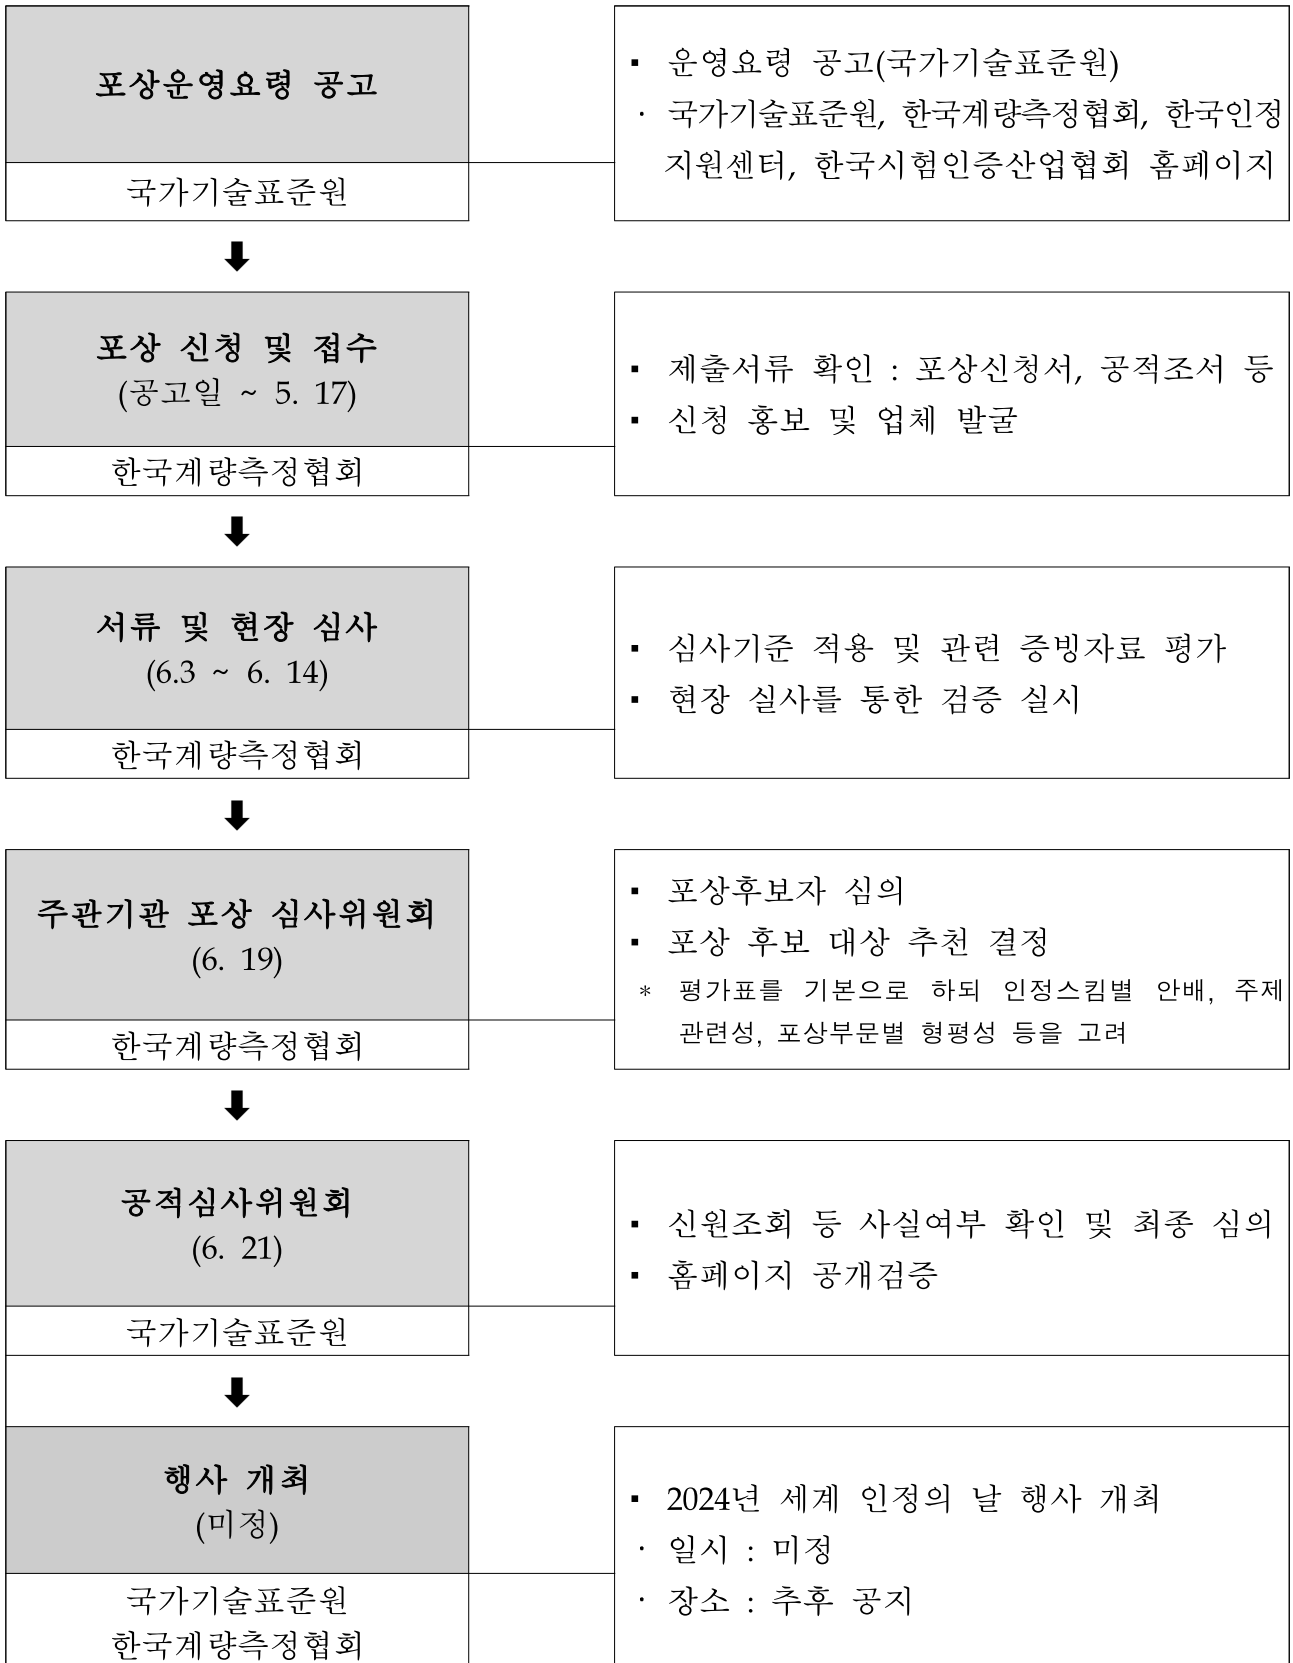 포상운영요령 공고
국가기술표준원
▪ 운영요령 공고(국가기술표준원)
· 국가기술표준원, 한국계량측정협회, 한국인정
지원센터, 한국시험인증산업협회 홈페이지
포상 신청 및 접수
(공고일 ~ 5. 17)
한국계량측정협회
▪ 제출서류 확인 : 포상신청서, 공적조서 등
▪ 신청 홍보 및 업체 발굴
서류 및 현장 심사
(6.3 ~ 6. 14)
한국계량측정협회
▪ 심사기준 적용 및 관련 증빙자료 평가
▪ 현장 실사를 통한 검증 실시
주관기관 포상 심사위원회
(6. 19)
한국계량측정협회
▪ 포상후보자 심의
▪ 포상 후보 대상 추천 결정
* 평가표를 기본으로 하되 인정스킴별 안배, 주제
관련성, 포상부문별 형평성 등을 고려
공적심사위원회
(6. 21)
국가기술표준원
▪ 신원조회 등 사실여부 확인 및 최종 심의
▪ 홈페이지 공개검증
행사 개최
(미정)
국가기술표준원
한국계량측정협회
▪ 2024년 세계 인정의 날 행사 개최
· 일시 : 미정
· 장소 : 추후 공지